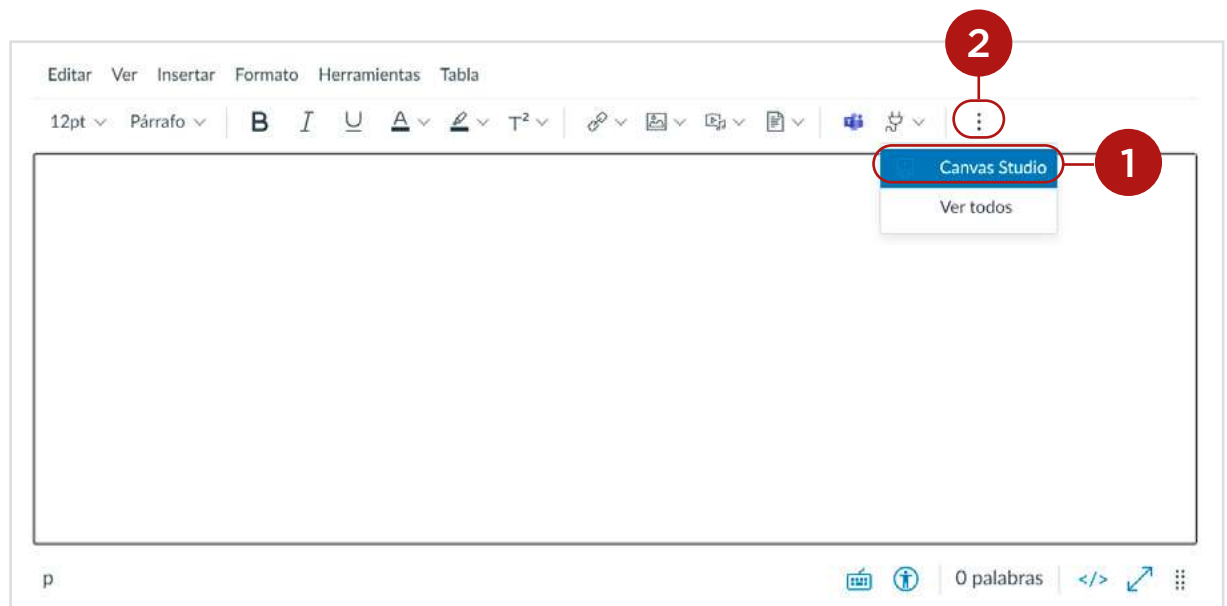 2
Editar Ver Insertar Formato Herramientas Tabla
12pt Párrafo B I U A T²
Canvas Studio
1
Ver todos
p 0 palabras </>